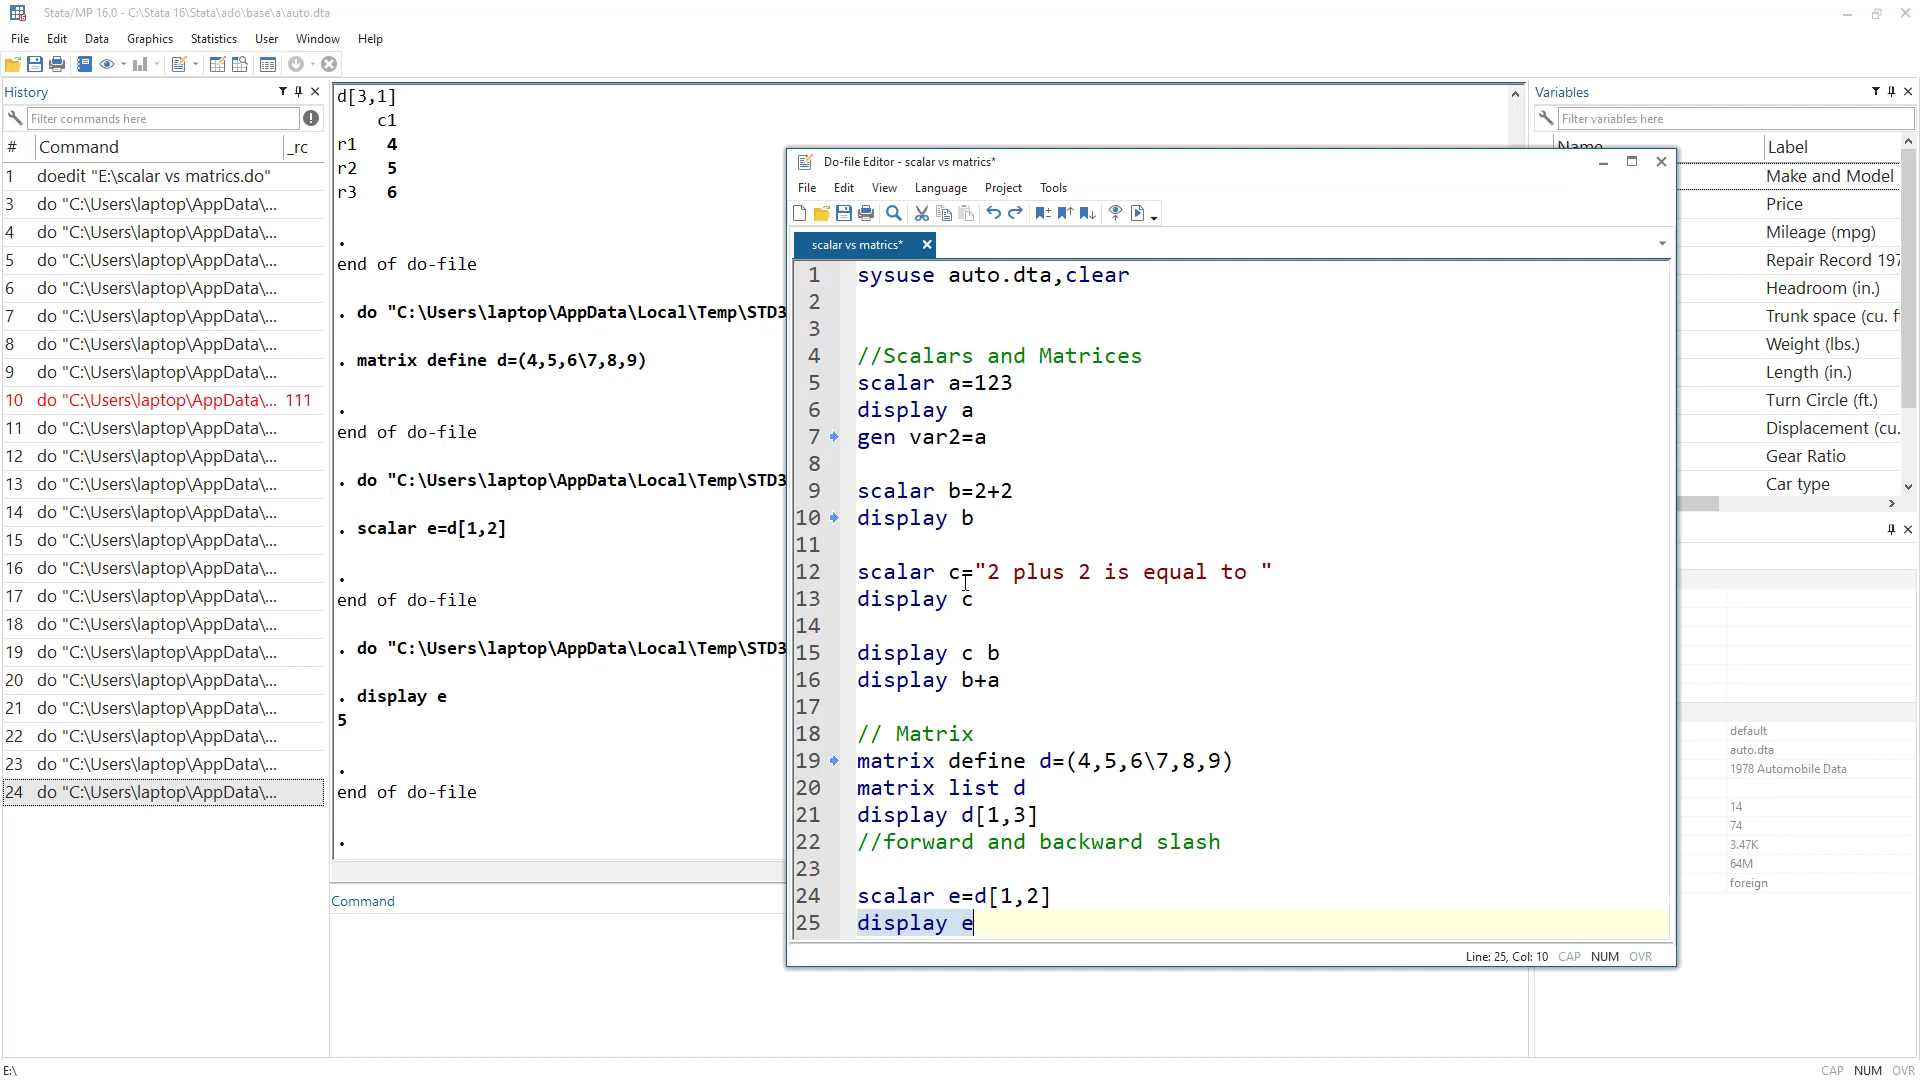 Stata/MP 16.0 - C:\Stata 16\Stata\ado\base\a\auto.dta
File Edit Data Graphics Statistics User Window Help
History
Filter commands here
# Command _rc
1 doedit "E:\scalar vs matrics.do"
3 do "C:\Users\laptop\AppData\...
4 do "C:\Users\laptop\AppData\...
5 do "C:\Users\laptop\AppData\...
6 do "C:\Users\laptop\AppData\...
7 do "C:\Users\laptop\AppData\...
8 do "C:\Users\laptop\AppData\...
9 do "C:\Users\laptop\AppData\...
10 do "C:\Users\laptop\AppData\... 111
11 do "C:\Users\laptop\AppData\...
12 do "C:\Users\laptop\AppData\...
13 do "C:\Users\laptop\AppData\...
14 do "C:\Users\laptop\AppData\...
15 do "C:\Users\laptop\AppData\...
16 do "C:\Users\laptop\AppData\...
17 do "C:\Users\laptop\AppData\...
18 do "C:\Users\laptop\AppData\...
19 do "C:\Users\laptop\AppData\...
20 do "C:\Users\laptop\AppData\...
21 do "C:\Users\laptop\AppData\...
22 do "C:\Users\laptop\AppData\...
23 do "C:\Users\laptop\AppData\...
24 do "C:\Users\laptop\AppData\...
d[3,1]
c1
r1 4
r2 5
r3 6
.
end of do-file
. do "C:\Users\laptop\AppData\Local\Temp\STD3
. matrix define d=(4,5,6\7,8,9)
.
end of do-file
. do "C:\Users\laptop\AppData\Local\Temp\STD3
. scalar e=d[1,2]
.
end of do-file
. do "C:\Users\laptop\AppData\Local\Temp\STD3
. display e
5
.
end of do-file
.
Command
Do-file Editor - scalar vs matrics*
File Edit View Language Project Tools
scalar vs matrics*
1 sysuse auto.dta,clear
2
3
4 //Scalars and Matrices
5 scalar a=123
6 display a
7 gen var2=a
8
9 scalar b=2+2
10 display b
11
12 scalar c="2 plus 2 is equal to "
13 display c
14
15 display c b
16 display b+a
17
18 // Matrix
19 matrix define d=(4,5,6\7,8,9)
20 matrix list d
21 display d[1,3]
22 //forward and backward slash
23
24 scalar e=d[1,2]
25 display e
Line: 25, Col: 10 CAP NUM OVR
Variables
Filter variables here
Name Label
Make and Model
Price
Mileage (mpg)
Repair Record 197
Headroom (in.)
Trunk space (cu. f
Weight (lbs.)
Length (in.)
Turn Circle (ft.)
Displacement (cu.
Gear Ratio
Car type
default
auto.dta
1978 Automobile Data
14
74
3.47K
64M
foreign
E:\
CAP NUM OVR